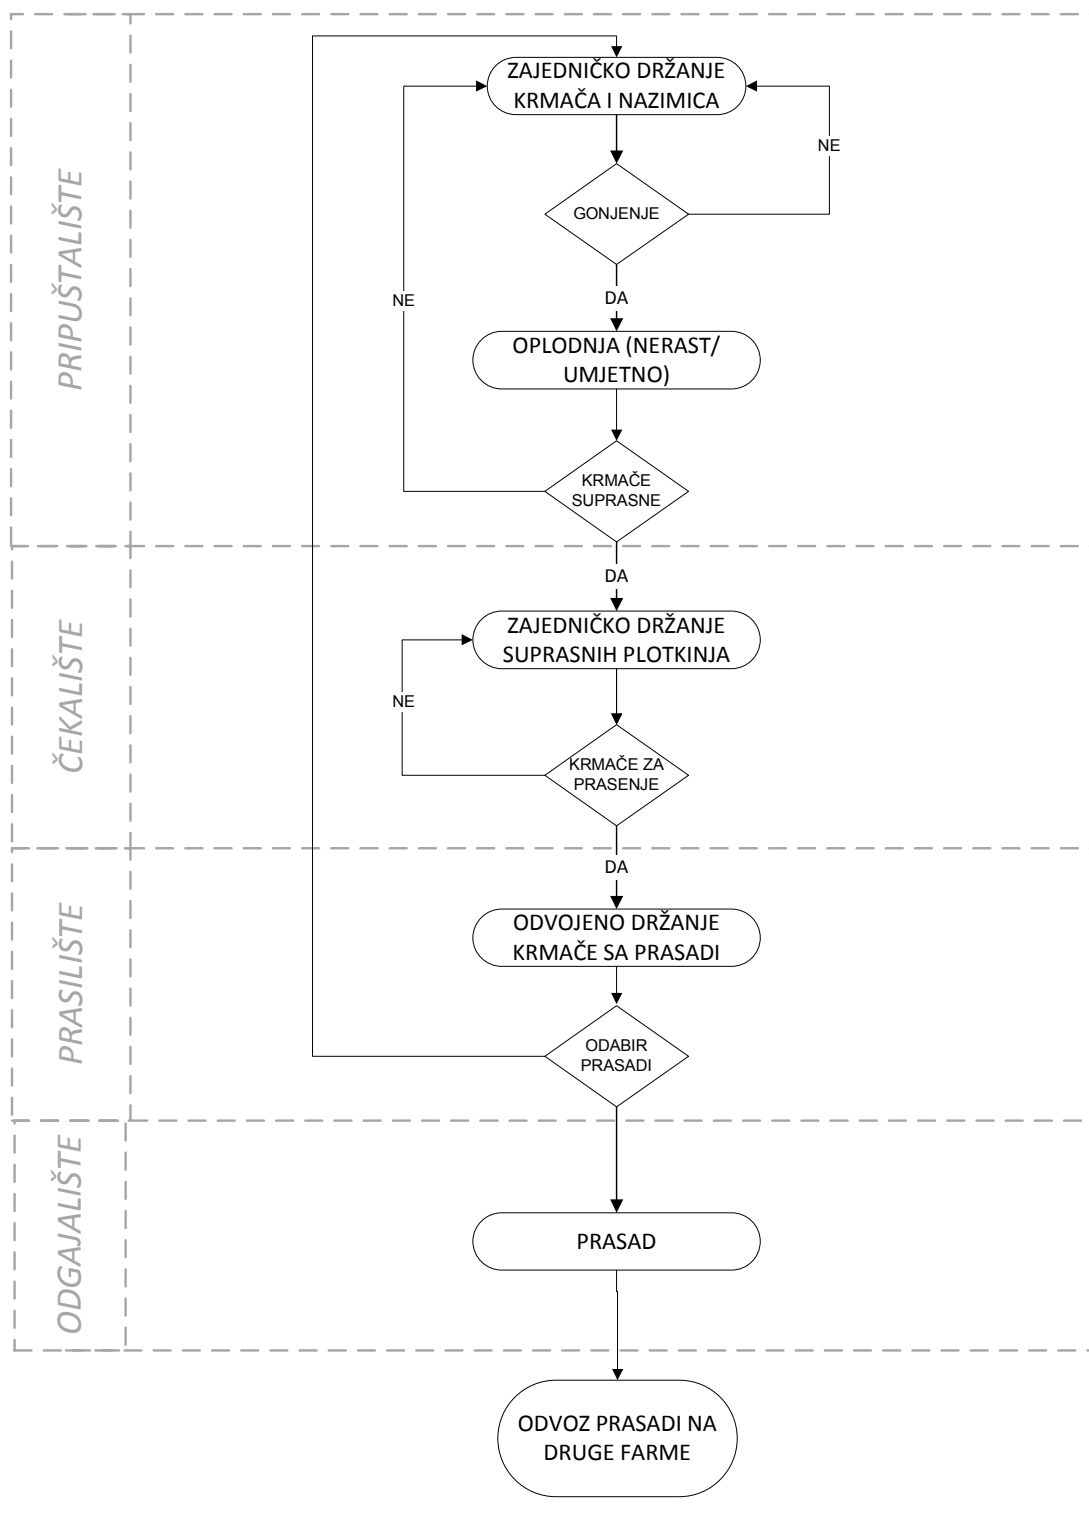 PRIPUŠTALIŠTE
ZAJEDNIČKO DRŽANJE
KRMAČA I NAZIMICA
NE
GONJENJE
DA
NE
OPLODNJA (NERAST/
UMJETNO)
KRMAČE
SUPRASNE
ČEKALIŠTE
DA
ZAJEDNIČKO DRŽANJE
SUPRASNIH PLOTKINJA
NE
KRMAČE ZA
PRASENJE
PRASILIŠTE
DA
ODVOJENO DRŽANJE
KRMAČE SA PRASADI
ODABIR
PRASADI
ODGAJALIŠTE
PRASAD
ODVOZ PRASADI NA
DRUGE FARME